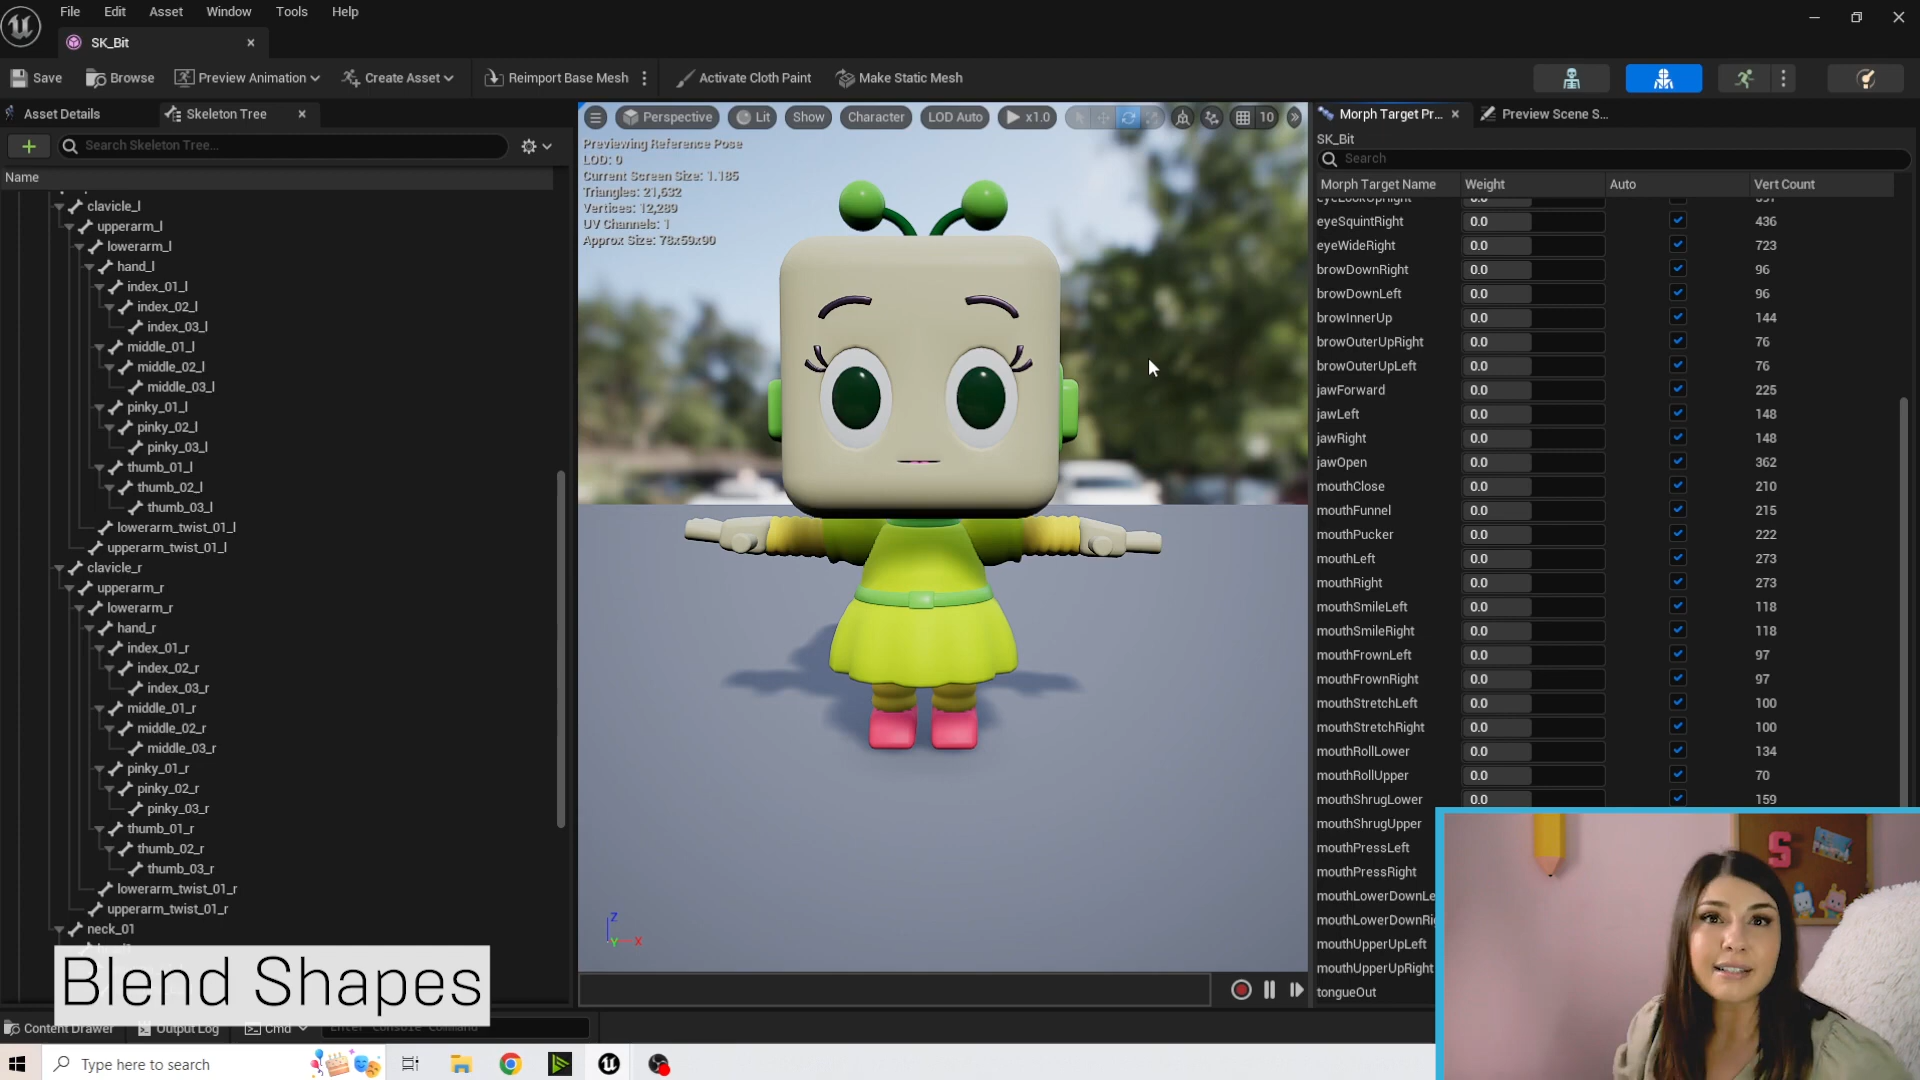 File Edit Asset Window Tools Help
SK_Bit
Save Browse Preview Animation Create Asset Reimport Base Mesh Activate Cloth Paint Make Static Mesh
Asset Details Skeleton Tree
Search Skeleton Tree...
Name
clavicle_l
upperarm_l
lowerarm_l
hand_l
index_01_l
index_02_l
index_03_l
middle_01_l
middle_02_l
middle_03_l
pinky_01_l
pinky_02_l
pinky_03_l
thumb_01_l
thumb_02_l
thumb_03_l
lowerarm_twist_01_l
upperarm_twist_01_l
clavicle_r
upperarm_r
lowerarm_r
hand_r
index_01_r
index_02_r
index_03_r
middle_01_r
middle_02_r
middle_03_r
pinky_01_r
pinky_02_r
pinky_03_r
thumb_01_r
thumb_02_r
thumb_03_r
lowerarm_twist_01_r
upperarm_twist_01_r
neck_01
Blend Shapes
Content Drawer Output Log Cmd Enter Console Command
Perspective Lit Show Character LOD Auto x1.0 10
Previewing Reference Pose
LOD: 0
Current Screen Size: 1.185
Triangles: 21,632
Vertices: 12,289
UV Channels: 1
Approx Size: 78x59x90
Z
Y X
Morph Target Pr... Preview Scene S...
SK_Bit
Search
Morph Target Name Weight Auto Vert Count
eyeLookUpRight 0.0
eyeSquintRight 0.0 436
eyeWideRight 0.0 723
browDownRight 0.0 96
browDownLeft 0.0 96
browInnerUp 0.0 144
browOuterUpRight 0.0 76
browOuterUpLeft 0.0 76
jawForward 0.0 225
jawLeft 0.0 148
jawRight 0.0 148
jawOpen 0.0 362
mouthClose 0.0 210
mouthFunnel 0.0 215
mouthPucker 0.0 222
mouthLeft 0.0 273
mouthRight 0.0 273
mouthSmileLeft 0.0 118
mouthSmileRight 0.0 118
mouthFrownLeft 0.0 97
mouthFrownRight 0.0 97
mouthStretchLeft 0.0 100
mouthStretchRight 0.0 100
mouthRollLower 0.0 134
mouthRollUpper 0.0 70
mouthShrugLower 0.0 159
mouthShrugUpper
mouthPressLeft
mouthPressRight
mouthLowerDownLe
mouthLowerDownRi
mouthUpperUpLeft
mouthUpperUpRight
tongueOut
S
Type here to search